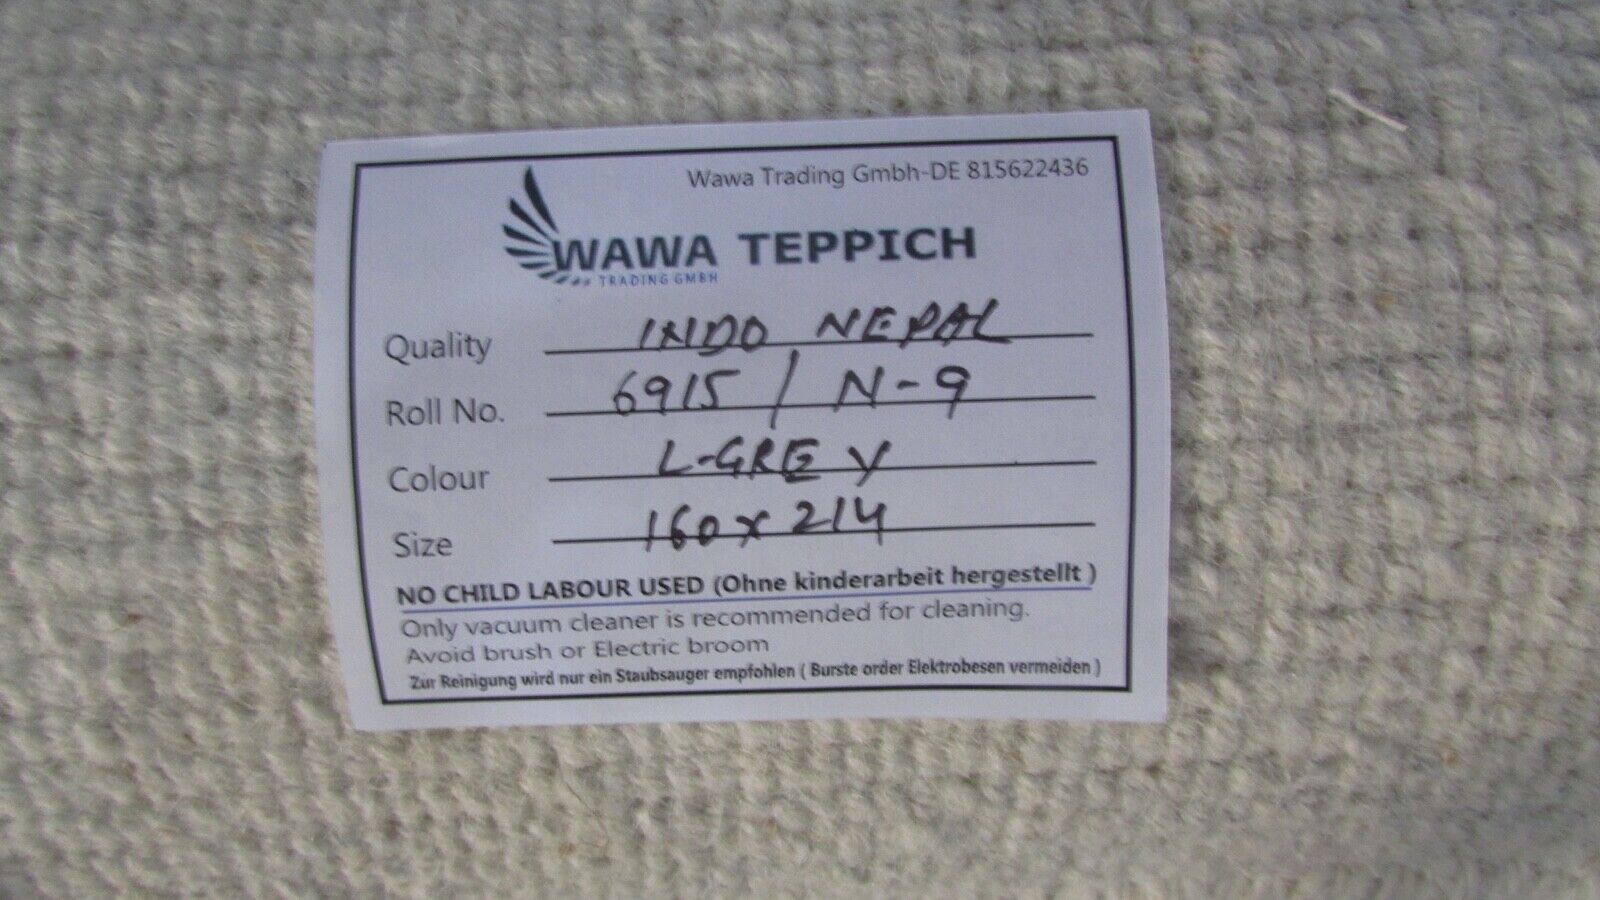 Wawa Trading Gmbh-DE 815622436
WAWA TEPPICH
TRADING GMBH
Quality INDO NEPAL
Roll No. 6915 / N-9
Colour L-GREY
Size 160x214
NO CHILD LABOUR USED (Ohne kinderarbeit hergestellt )
Only vacuum cleaner is recommended for cleaning.
Avoid brush or Electric broom
Zur Reinigung wird nur ein Staubsauger empfohlen ( Burste order Elektrobesen vermeiden )